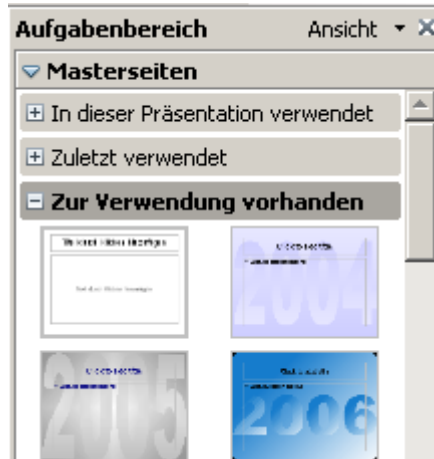 Aufgabenbereich Ansicht
Masterseiten
In dieser Präsentation verwendet
Zuletzt verwendet
Zur Verwendung vorhanden
2004
2005 2006